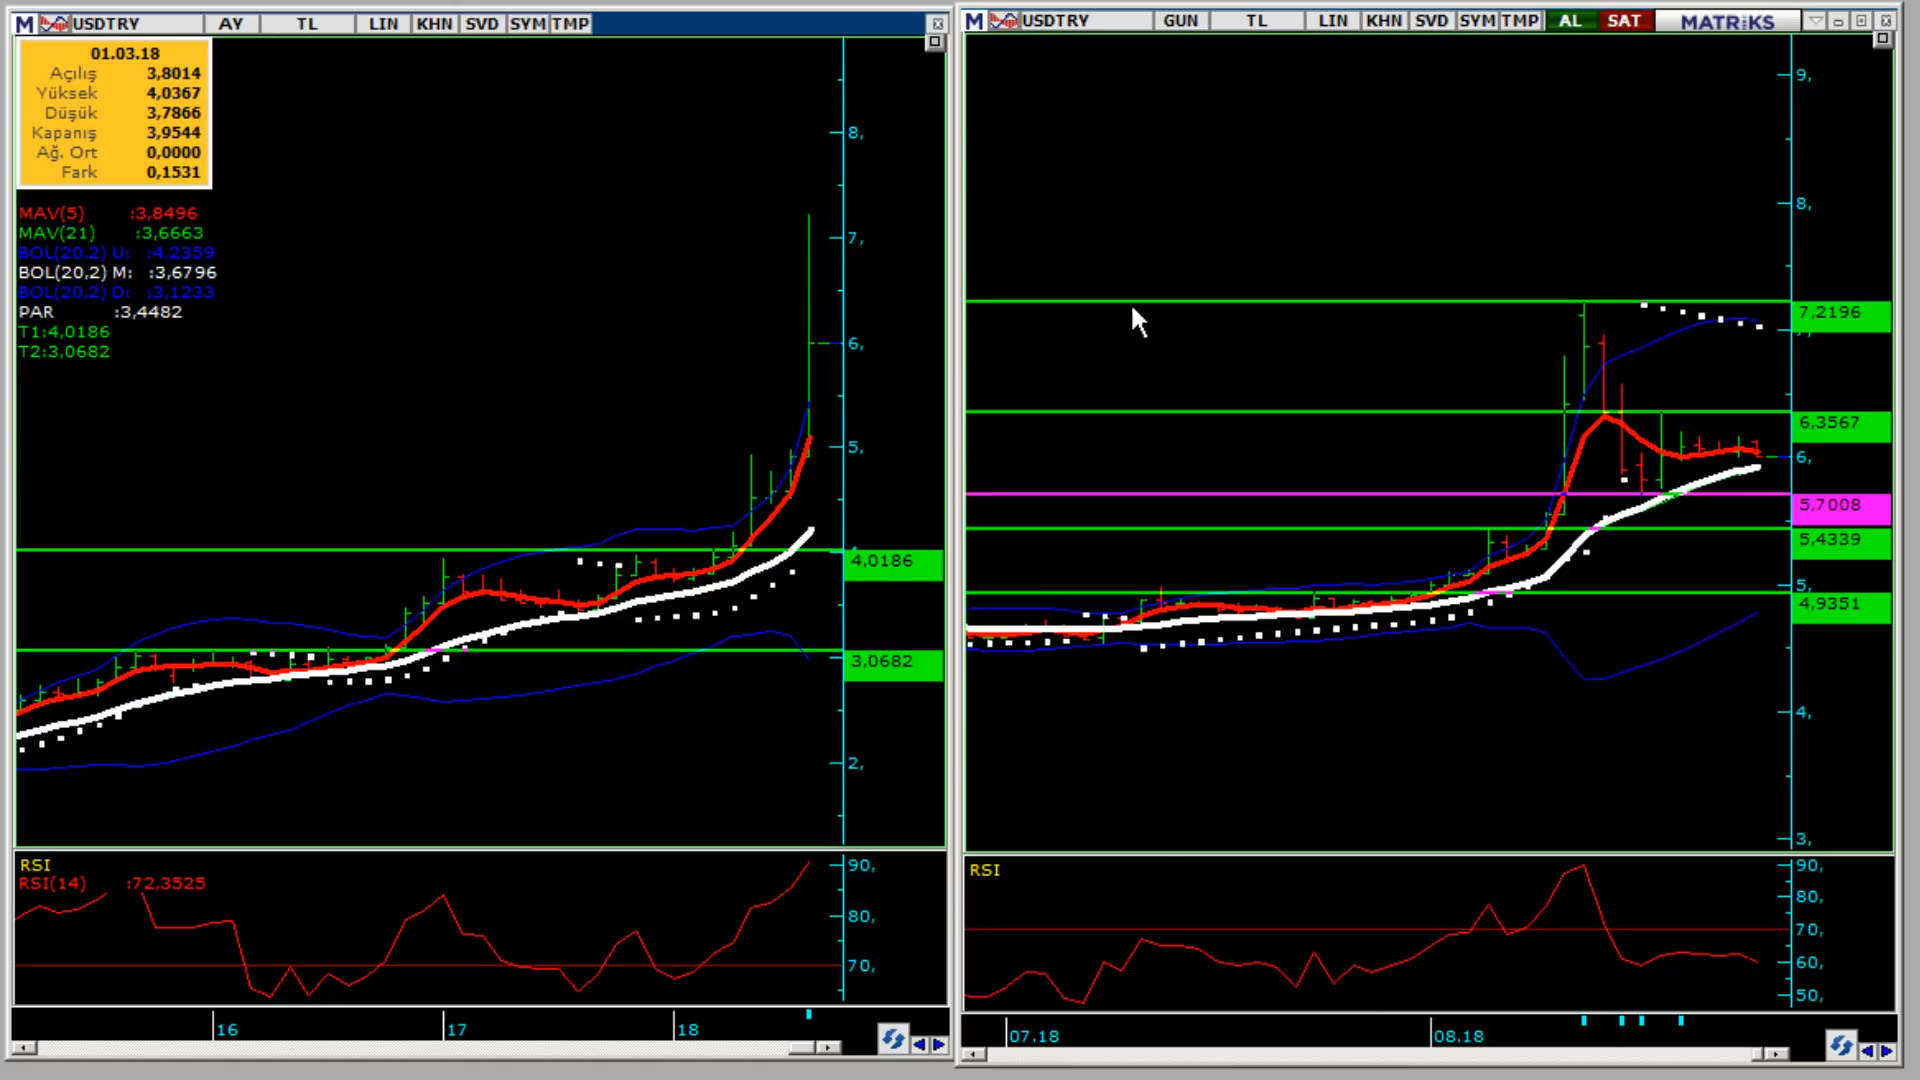 M USDTRY AY TL LIN KHN SVD SYM TMP
01.03.18
Açılış 3,8014
Yüksek 4,0367
Düşük 3,7866
Kapanış 3,9544
Ağ. Ort 0,0000
Fark 0,1531
MAV(5) :3,8496
MAV(21) :3,6663
BOL(20,2) U: :4,2359
BOL(20,2) M: :3,6796
BOL(20,2) D: :3,1233
PAR :3,4482
T1:4,0186
T2:3,0682
8,
7,
6,
5,
4,0186
3,0682
2,
RSI
RSI(14) :72,3525
90,
80,
70,
16 17 18
M USDTRY GUN TL LIN KHN SVD SYM TMP AL SAT MATRiKS
9,
8,
7,2196
6,3567
6,
5,7008
5,4339
5,
4,9351
4,
3,
RSI
90,
80,
70,
60,
50,
07.18 08.18